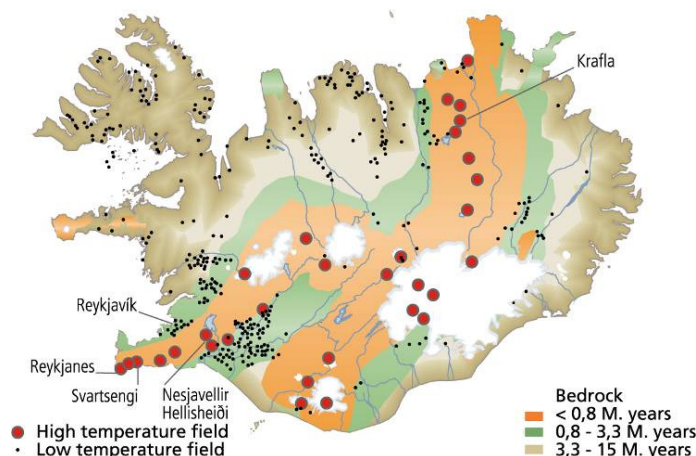 Krafla
Reykjavík
Reykjanes
Svartsengi
Nesjavellir
Hellisheiði
High temperature field
Low temperature field
Bedrock
< 0,8 M. years
0,8 - 3,3 M. years
3,3 - 15 M. years